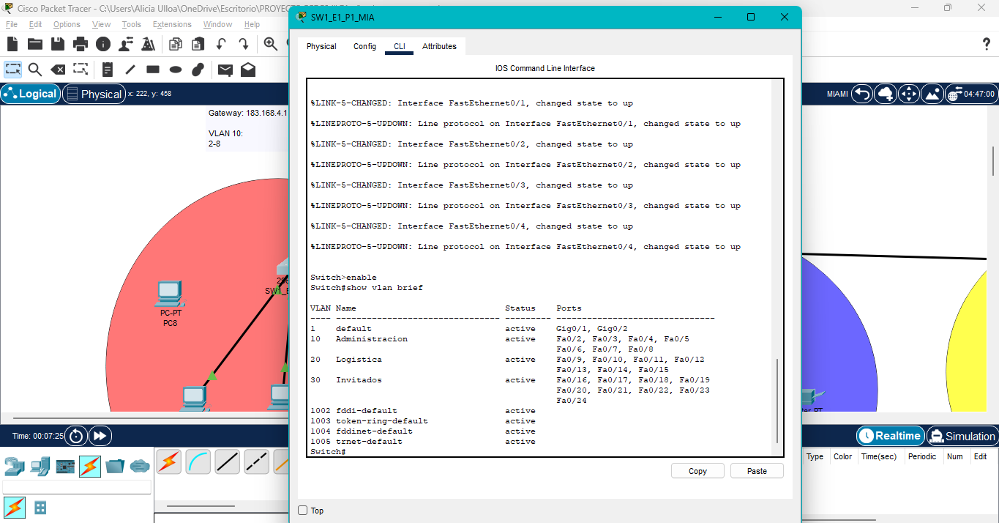 Cisco Packet Tracer - C:\Users\Alicia Ulloa\OneDrive\Escritorio\PROYEC
SW1_E1_P1_MIA
File Edit Options View Tools Extensions Window Help
Physical Config CLI Attributes
?
IOS Command Line Interface
Logical
Physical
x: 222, y: 458
MIAMI
04:47:00
Gateway: 183.168.4.1
VLAN 10:
2-8
PC-PT
PC8
%LINK-5-CHANGED: Interface FastEthernet0/1, changed state to up
%LINEPROTO-5-UPDOWN: Line protocol on Interface FastEthernet0/1, changed state to up
%LINK-5-CHANGED: Interface FastEthernet0/2, changed state to up
%LINEPROTO-5-UPDOWN: Line protocol on Interface FastEthernet0/2, changed state to up
%LINK-5-CHANGED: Interface FastEthernet0/3, changed state to up
%LINEPROTO-5-UPDOWN: Line protocol on Interface FastEthernet0/3, changed state to up
%LINK-5-CHANGED: Interface FastEthernet0/4, changed state to up
%LINEPROTO-5-UPDOWN: Line protocol on Interface FastEthernet0/4, changed state to up
Switch>enable
Switch#show vlan brief
VLAN Name Status Ports
---- -------------------------------- --------- -------------------------------
1 default active Gig0/1, Gig0/2
10 Administracion active Fa0/2, Fa0/3, Fa0/4, Fa0/5
Fa0/6, Fa0/7, Fa0/8
20 Logistica active Fa0/9, Fa0/10, Fa0/11, Fa0/12
Fa0/13, Fa0/14, Fa0/15
30 Invitados active Fa0/16, Fa0/17, Fa0/18, Fa0/19
Fa0/20, Fa0/21, Fa0/22, Fa0/23
Fa0/24
1002 fddi-default active
1003 token-ring-default active
1004 fddinet-default active
1005 trnet-default active
Switch#
Copy
Paste
Top
Time: 00:07:25
Realtime
Simulation
Type Color Time(sec) Periodic Num Edit